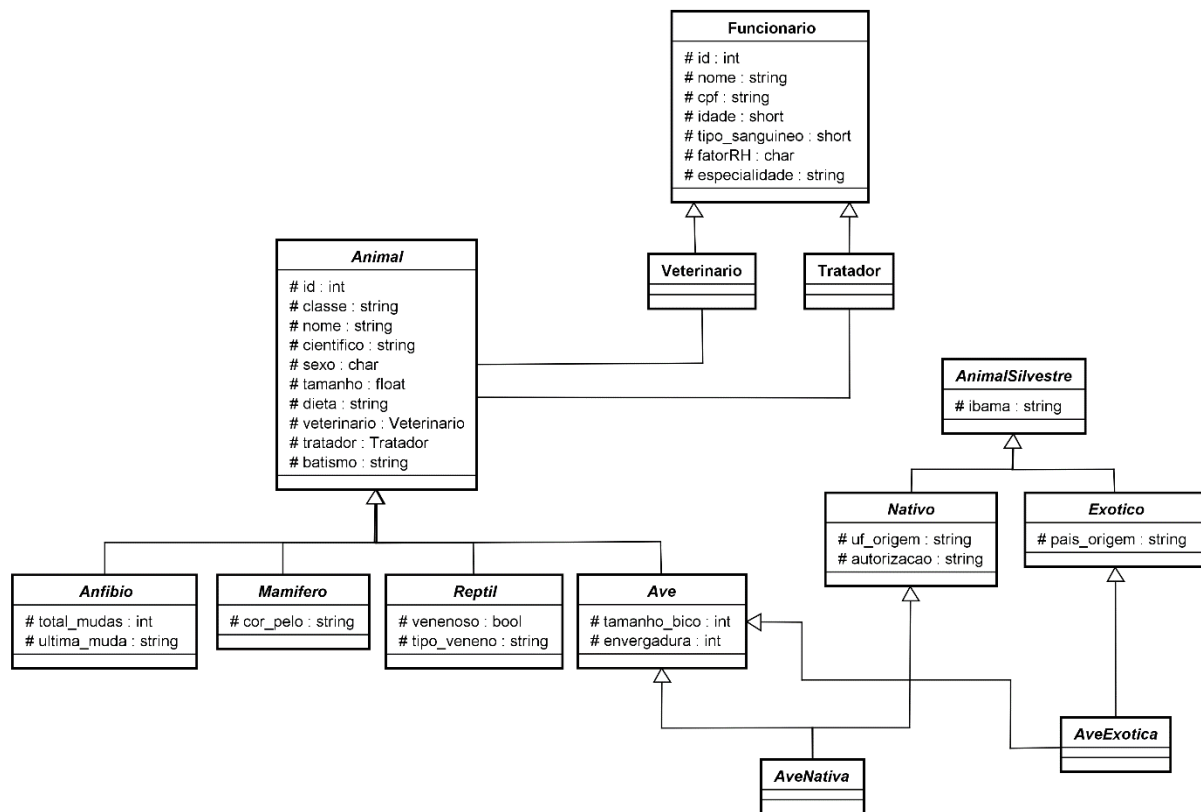 Funcionario
# id : int
# nome : string
# cpf : string
# idade : short
# tipo_sanguineo : short
# fatorRH : char
# especialidade : string
Veterinario
Tratador
Animal
# id : int
# classe : string
# nome : string
# cientifico : string
# sexo : char
# tamanho : float
# dieta : string
# veterinario : Veterinario
# tratador : Tratador
# batismo : string
AnimalSilvestre
# ibama : string
Nativo
# uf_origem : string
# autorizacao : string
Exotico
# pais_origem : string
Anfibio
# total_mudas : int
# ultima_muda : string
Mamifero
# cor_pelo : string
Reptil
# venenoso : bool
# tipo_veneno : string
Ave
# tamanho_bico : int
# envergadura : int
AveExotica
AveNativa